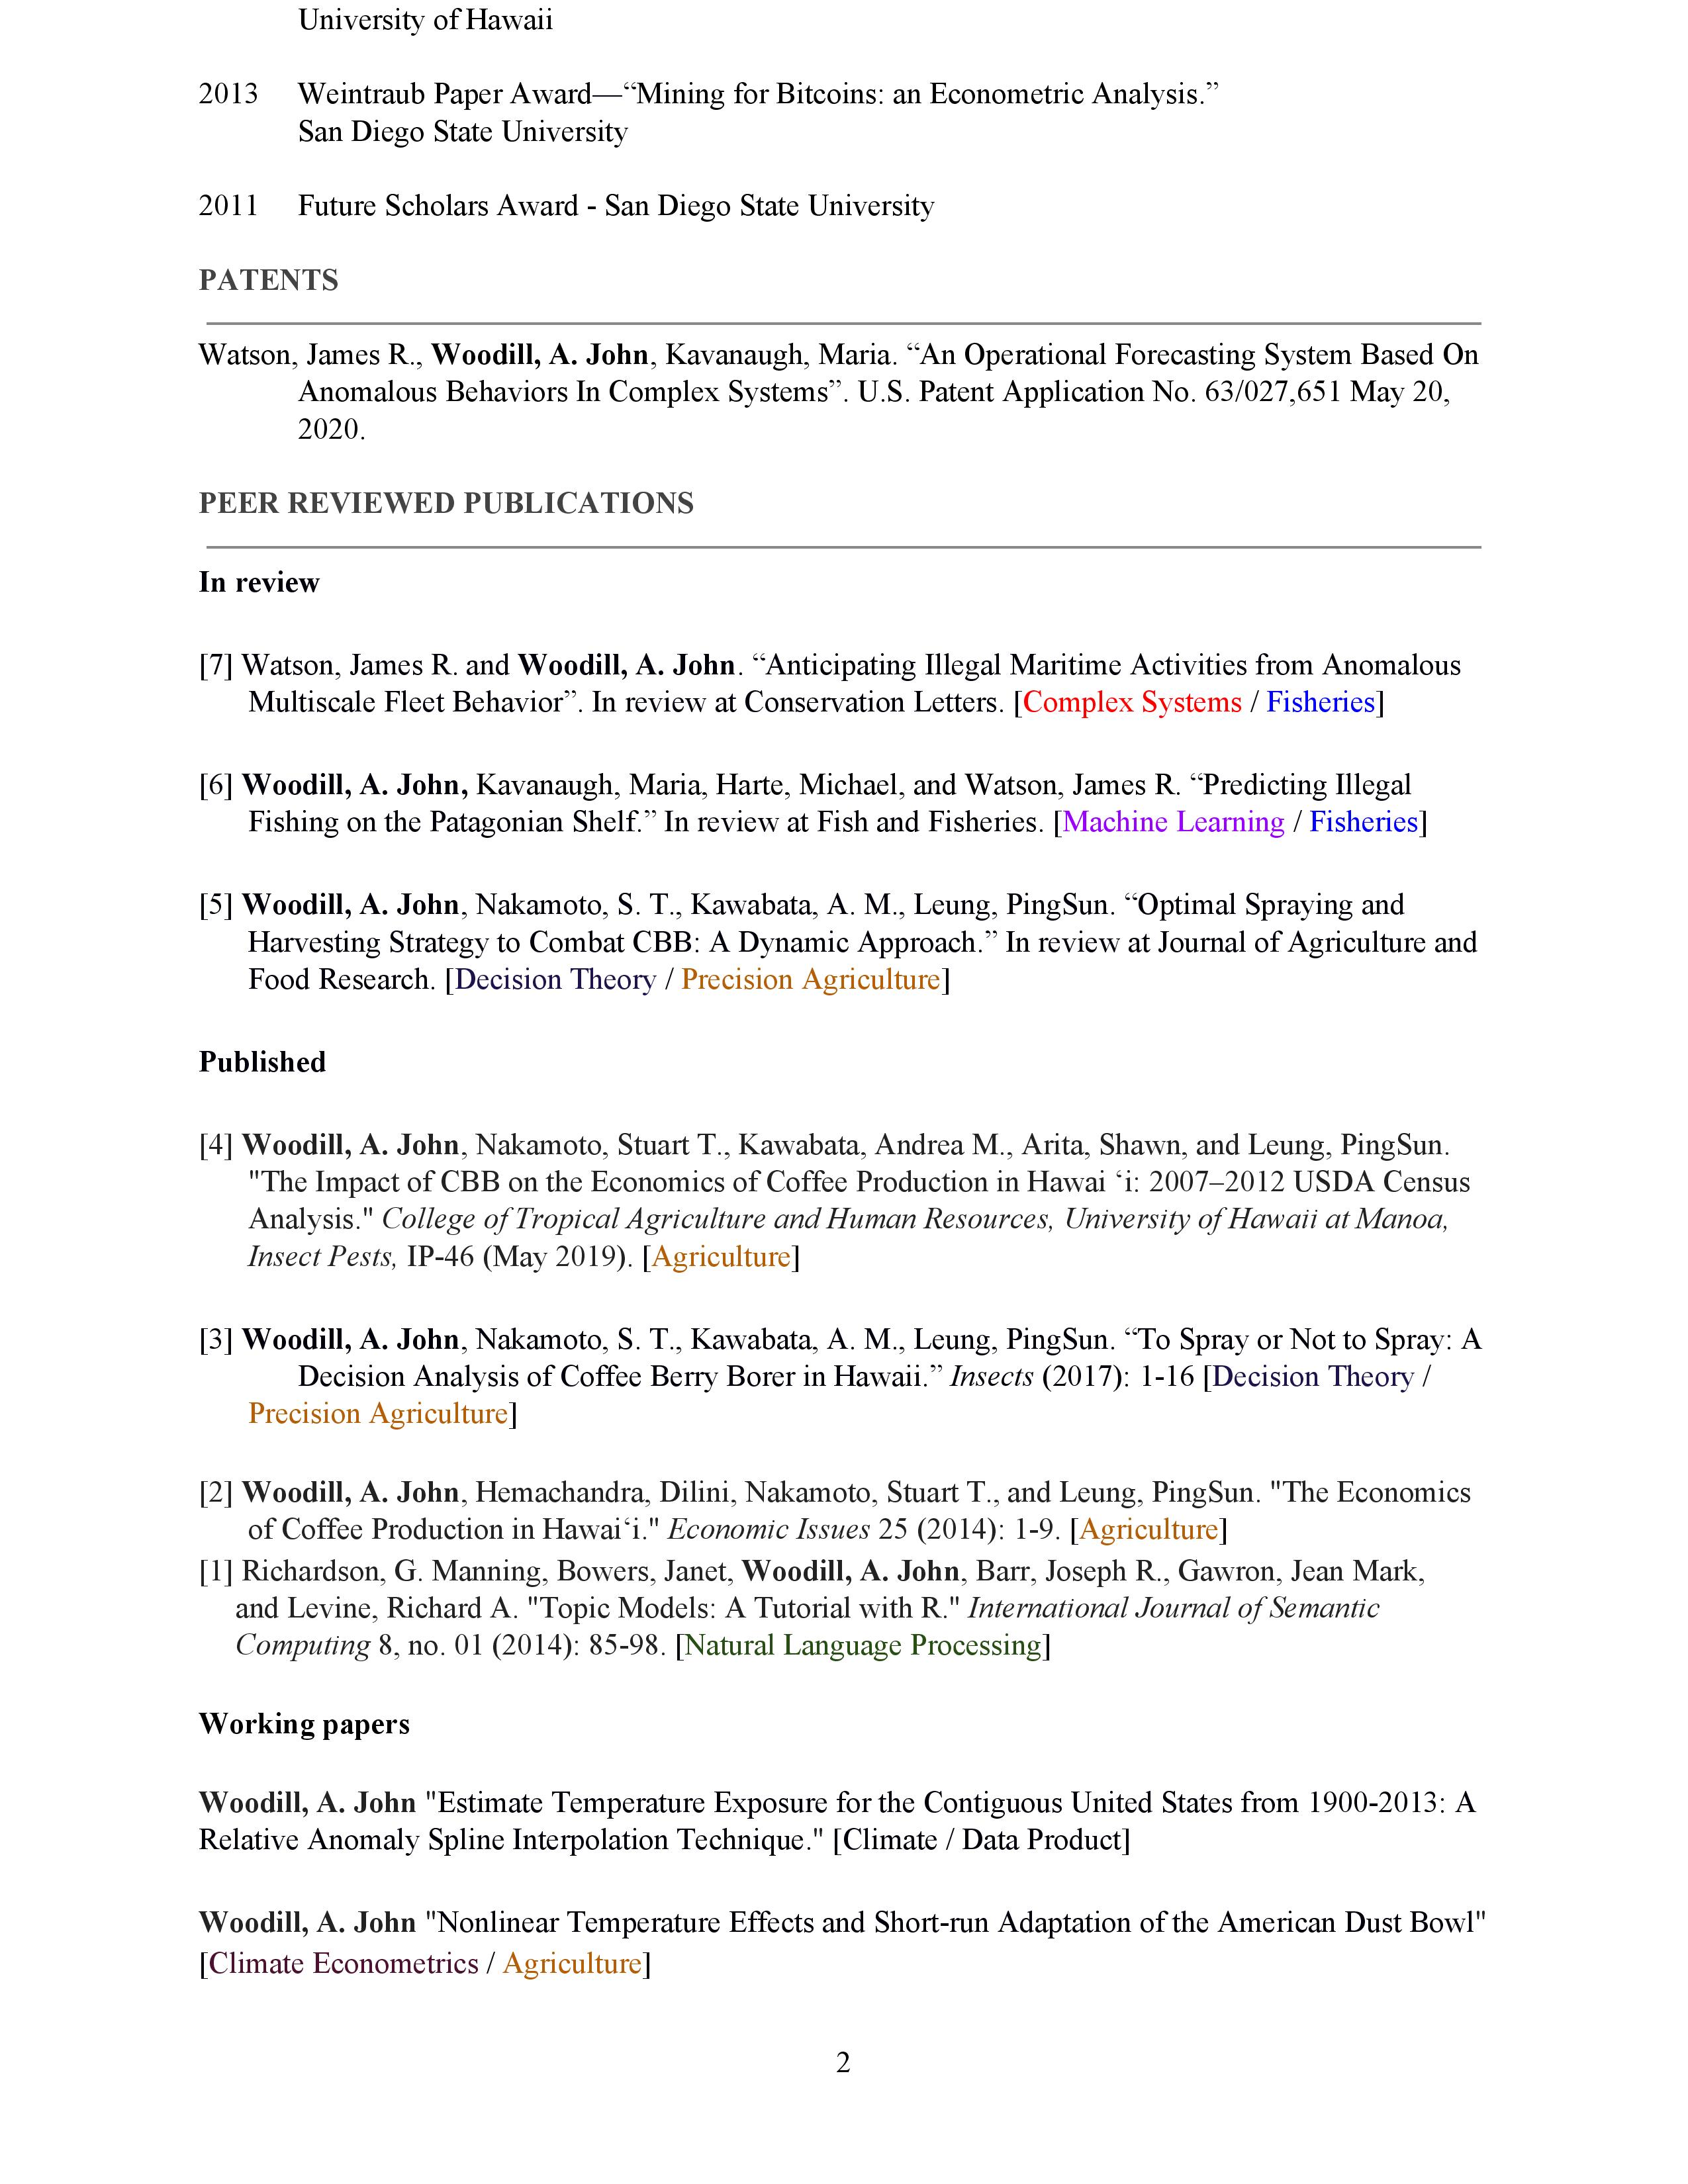 University of Hawaii
2013 Weintraub Paper Award—“Mining for Bitcoins: an Econometric Analysis.”
San Diego State University
2011 Future Scholars Award - San Diego State University
PATENTS
Watson, James R., Woodill, A. John, Kavanaugh, Maria. “An Operational Forecasting System Based On
Anomalous Behaviors In Complex Systems”. U.S. Patent Application No. 63/027,651 May 20,
2020.
PEER REVIEWED PUBLICATIONS
In review
[7] Watson, James R. and Woodill, A. John. “Anticipating Illegal Maritime Activities from Anomalous
Multiscale Fleet Behavior”. In review at Conservation Letters. [Complex Systems / Fisheries]
[6] Woodill, A. John, Kavanaugh, Maria, Harte, Michael, and Watson, James R. “Predicting Illegal
Fishing on the Patagonian Shelf.” In review at Fish and Fisheries. [Machine Learning / Fisheries]
[5] Woodill, A. John, Nakamoto, S. T., Kawabata, A. M., Leung, PingSun. “Optimal Spraying and
Harvesting Strategy to Combat CBB: A Dynamic Approach.” In review at Journal of Agriculture and
Food Research. [Decision Theory / Precision Agriculture]
Published
[4] Woodill, A. John, Nakamoto, Stuart T., Kawabata, Andrea M., Arita, Shawn, and Leung, PingSun.
"The Impact of CBB on the Economics of Coffee Production in Hawai ‘i: 2007–2012 USDA Census
Analysis." College of Tropical Agriculture and Human Resources, University of Hawaii at Manoa,
Insect Pests, IP-46 (May 2019). [Agriculture]
[3] Woodill, A. John, Nakamoto, S. T., Kawabata, A. M., Leung, PingSun. “To Spray or Not to Spray: A
Decision Analysis of Coffee Berry Borer in Hawaii.” Insects (2017): 1-16 [Decision Theory /
Precision Agriculture]
[2] Woodill, A. John, Hemachandra, Dilini, Nakamoto, Stuart T., and Leung, PingSun. "The Economics
of Coffee Production in Hawai‘i." Economic Issues 25 (2014): 1-9. [Agriculture]
[1] Richardson, G. Manning, Bowers, Janet, Woodill, A. John, Barr, Joseph R., Gawron, Jean Mark,
and Levine, Richard A. "Topic Models: A Tutorial with R." International Journal of Semantic
Computing 8, no. 01 (2014): 85-98. [Natural Language Processing]
Working papers
Woodill, A. John "Estimate Temperature Exposure for the Contiguous United States from 1900-2013: A
Relative Anomaly Spline Interpolation Technique." [Climate / Data Product]
Woodill, A. John "Nonlinear Temperature Effects and Short-run Adaptation of the American Dust Bowl"
[Climate Econometrics / Agriculture]
2